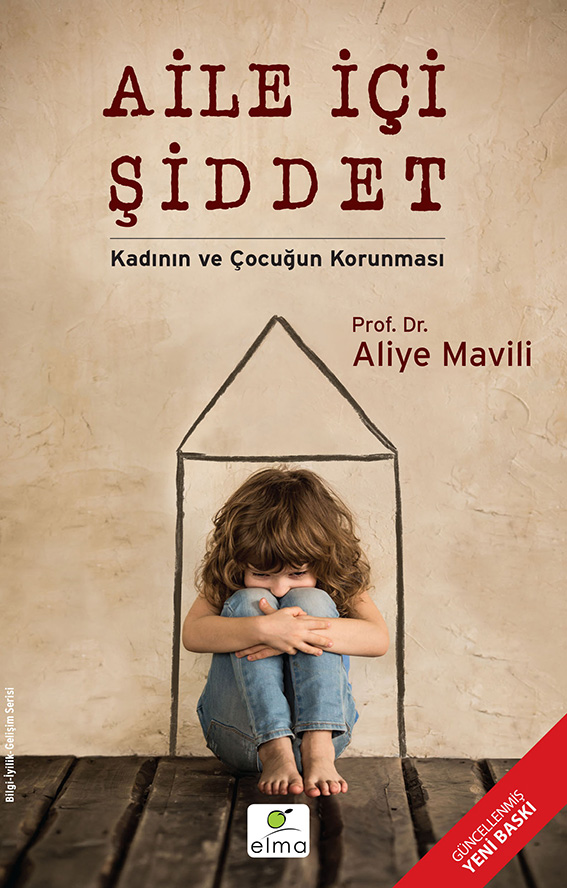 AİLE İÇİ
ŞİDDET
Kadının ve Çocuğun Korunması
Prof. Dr.
Aliye Mavili
Bilgi-İyilik-Gelişim Serisi
GÜNCELLENMİŞ
YENİ BASKI
elma